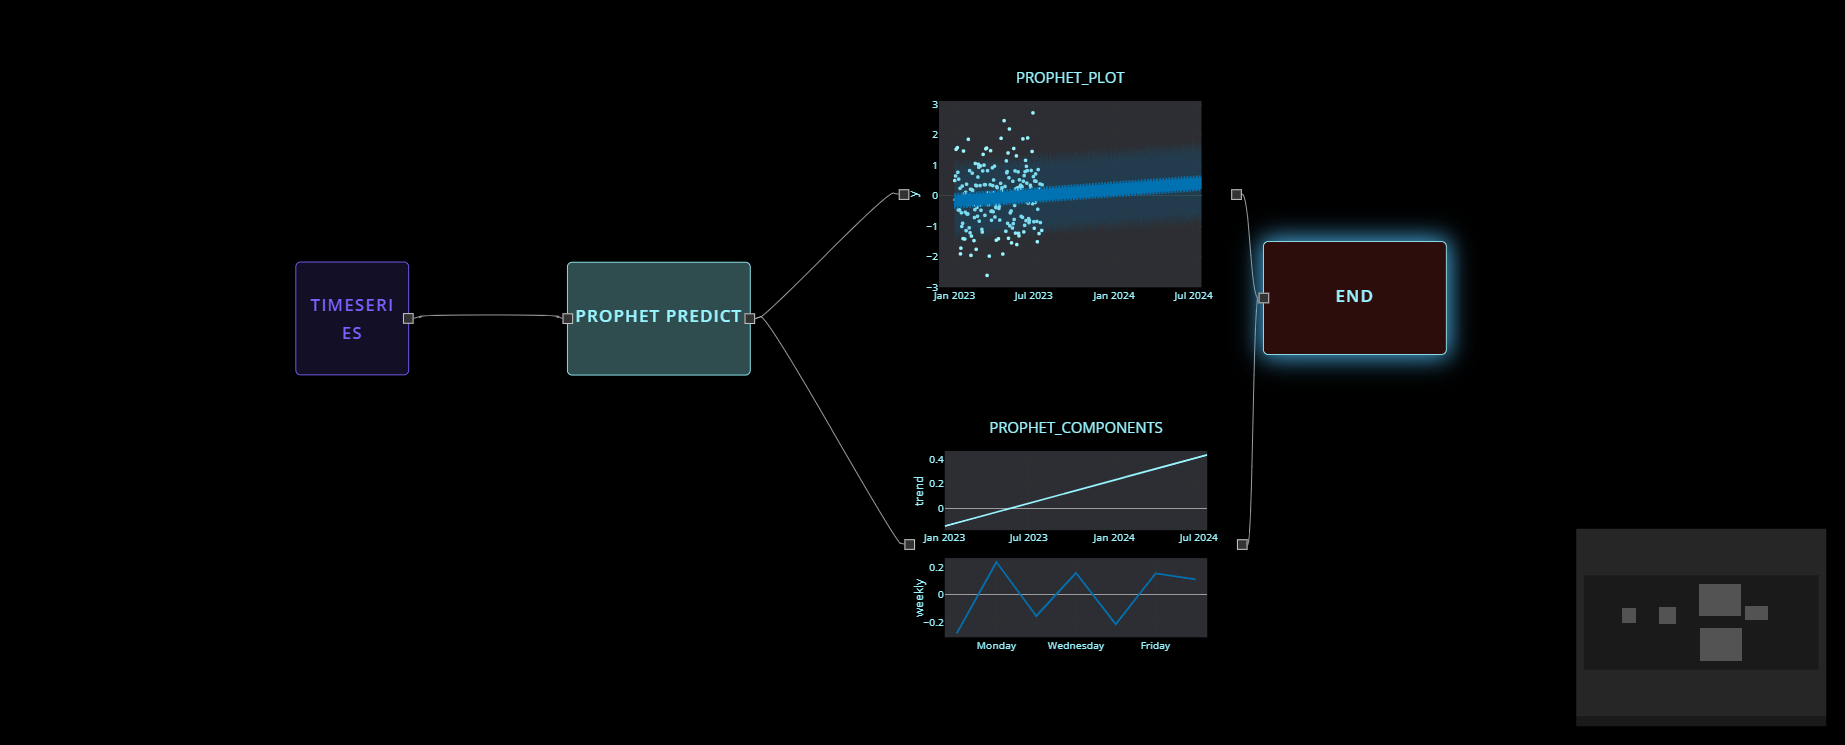 TIMESERI
ES
PROPHET PREDICT
PROPHET_PLOT
3
2
1
0
−1
−2
−3
y
Jan 2023 Jul 2023 Jan 2024 Jul 2024
END
PROPHET_COMPONENTS
0.4
0.2
0
trend
Jan 2023 Jul 2023 Jan 2024 Jul 2024
0.2
0
−0.2
weekly
Monday Wednesday Friday